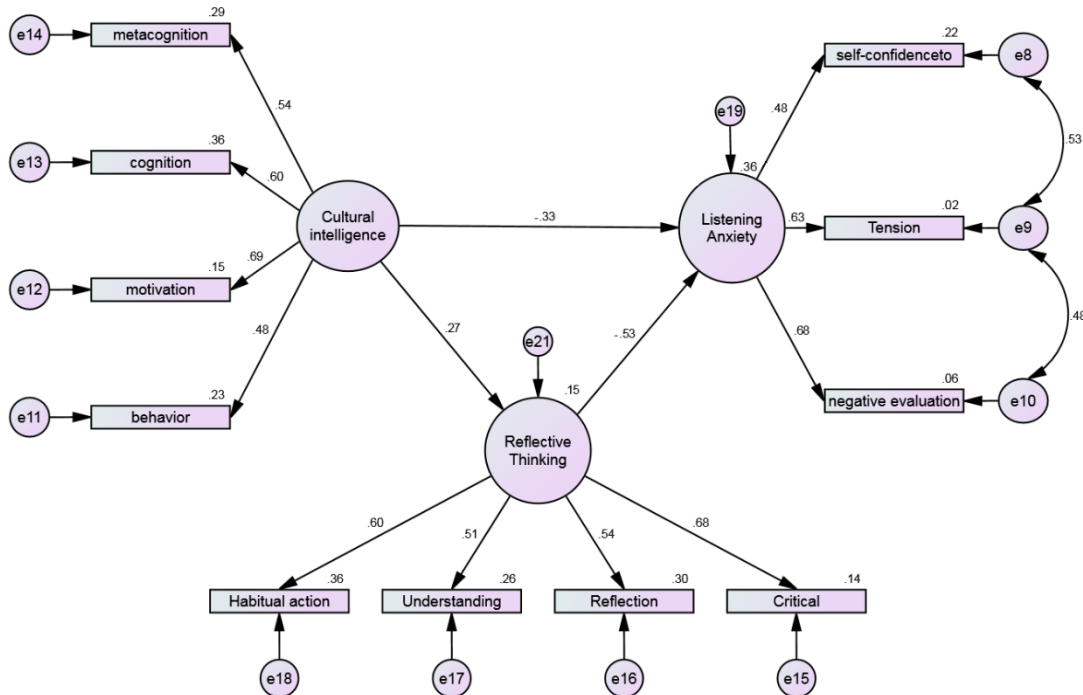 .29
e14
metacognition
.54
.36
e13
cognition
.60
.15
e12
motivation
.69
.48
.23
e11
behavior
Cultural
intelligence
-.33
.27
e19
.36
Listening
Anxiety
.48
.63
.68
.22
self-confidenceto
e8
.53
.02
Tension
e9
.48
.06
negative evaluation
e10
e21
.15
-.53
Reflective
Thinking
.60
.51
.54
.68
.36
Habitual action
.26
Understanding
.30
Reflection
.14
Critical
e18
e17
e16
e15